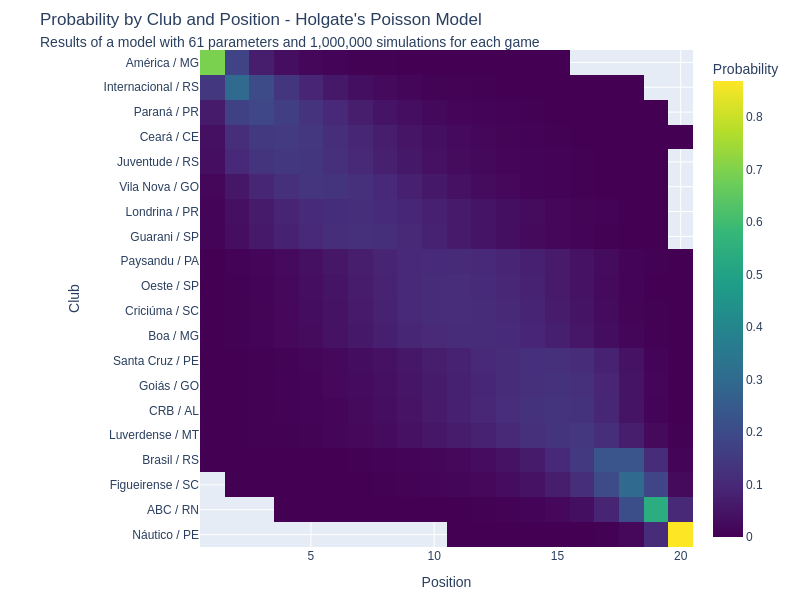 Probability by Club and Position - Holgate's Poisson Model
Results of a model with 61 parameters and 1,000,000 simulations for each game
Probability
América / MG
Internacional / RS
Paraná / PR
Ceará / CE
Juventude / RS
Vila Nova / GO
Londrina / PR
Guarani / SP
Paysandu / PA
Oeste / SP
Criciúma / SC
Boa / MG
Santa Cruz / PE
Goiás / GO
CRB / AL
Luverdense / MT
Brasil / RS
Figueirense / SC
ABC / RN
Náutico / PE
Club
5
10
15
20
Position
0.8
0.7
0.6
0.5
0.4
0.3
0.2
0.1
0